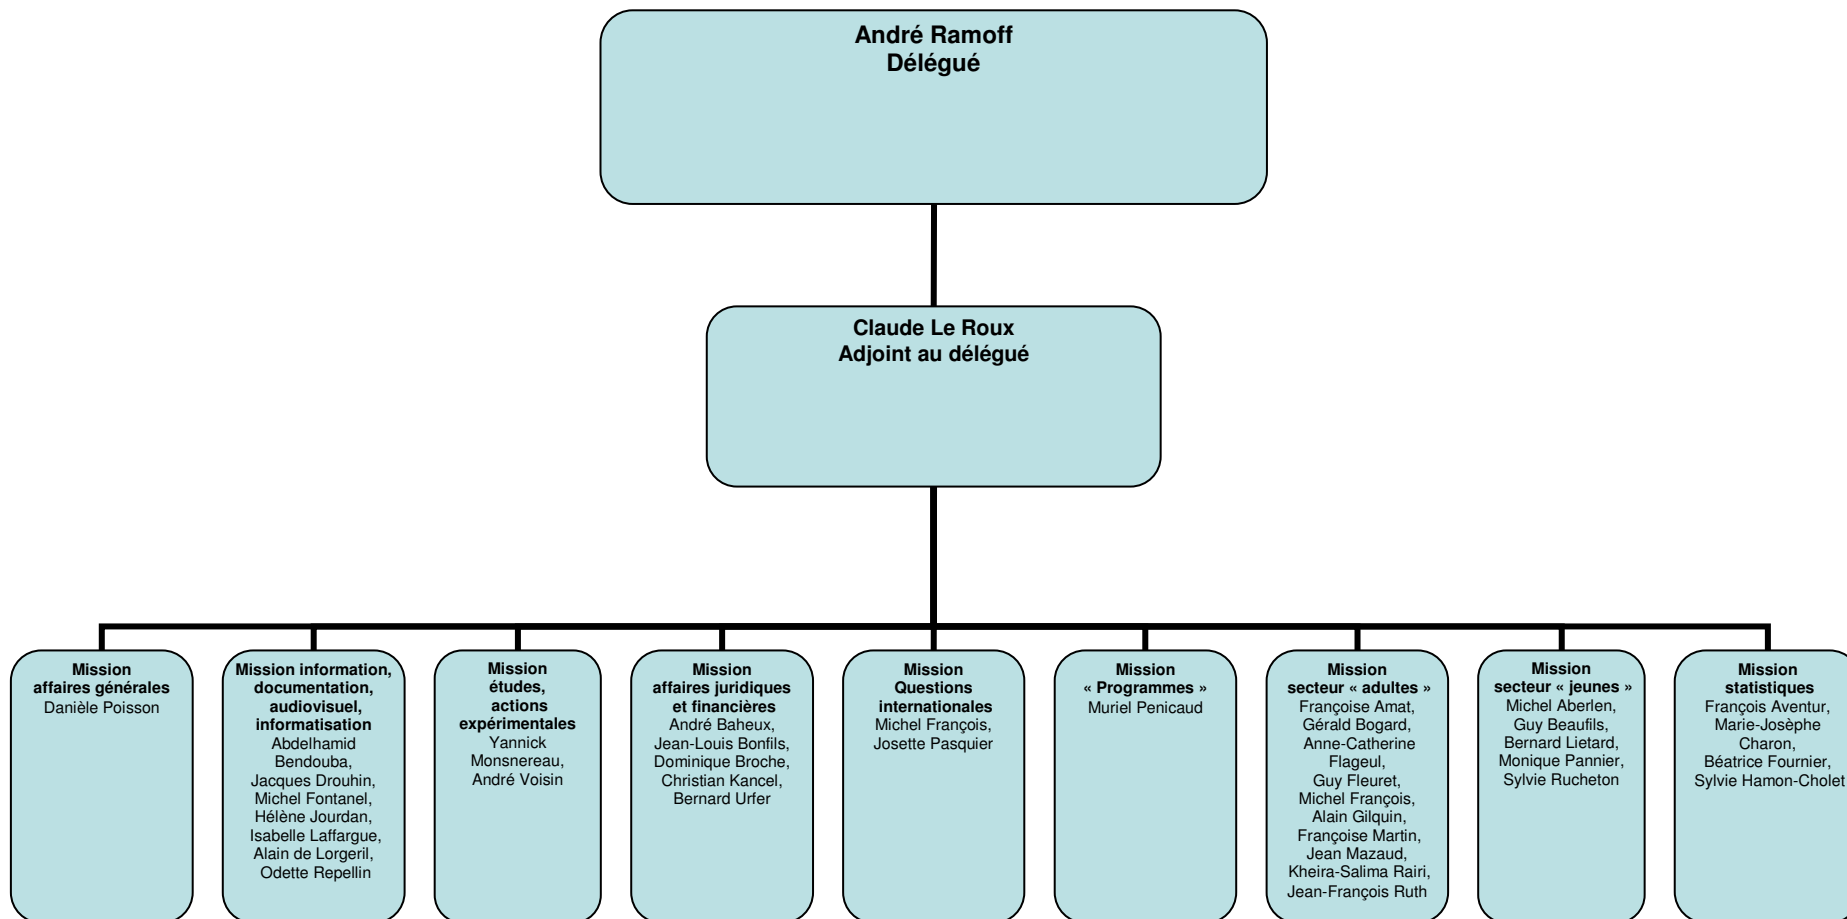 André Ramoff
Délégué
Claude Le Roux
Adjoint au délégué
Mission
affaires générales
Danièle Poisson
Mission information,
documentation,
audiovisuel,
informatisation
Abdelhamid
Bendouba,
Jacques Drouhin,
Michel Fontanel,
Hélène Jourdan,
Isabelle Laffargue,
Alain de Lorgeril,
Odette Repellin
Mission
études,
actions
expérimentales
Yannick
Monsnereau,
André Voisin
Mission
affaires juridiques
et financières
André Baheux,
Jean-Louis Bonfils,
Dominique Broche,
Christian Kancel,
Bernard Urfer
Mission
Questions
internationales
Michel François,
Josette Pasquier
Mission
« Programmes »
Muriel Penicaud
Mission
secteur « adultes »
Françoise Amat,
Gérald Bogard,
Anne-Catherine
Flageul,
Guy Fleuret,
Michel François,
Alain Gilquin,
Françoise Martin,
Jean Mazaud,
Kheira-Salima Rairi,
Jean-François Ruth
Mission
secteur « jeunes »
Michel Aberlen,
Guy Beaufils,
Bernard Lietard,
Monique Pannier,
Sylvie Rucheton
Mission
statistiques
François Aventur,
Marie-Josèphe
Charon,
Béatrice Fournier,
Sylvie Hamon-Cholet